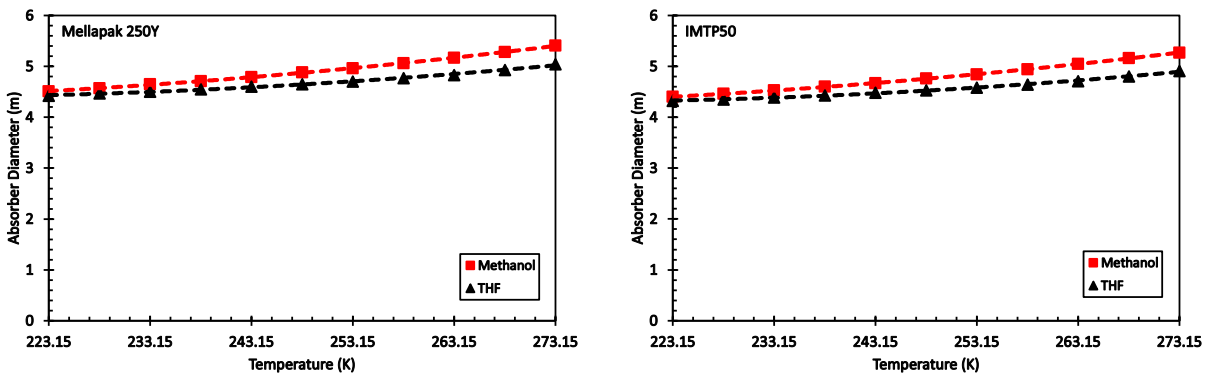 Mellapak 250Y
Absorber Diameter (m)
6
5
4
3
2
1
0
Methanol
THF
223.15 233.15 243.15 253.15 263.15 273.15
Temperature (K)
IMTP50
Absorber Diameter (m)
6
5
4
3
2
1
0
Methanol
THF
223.15 233.15 243.15 253.15 263.15 273.15
Temperature (K)